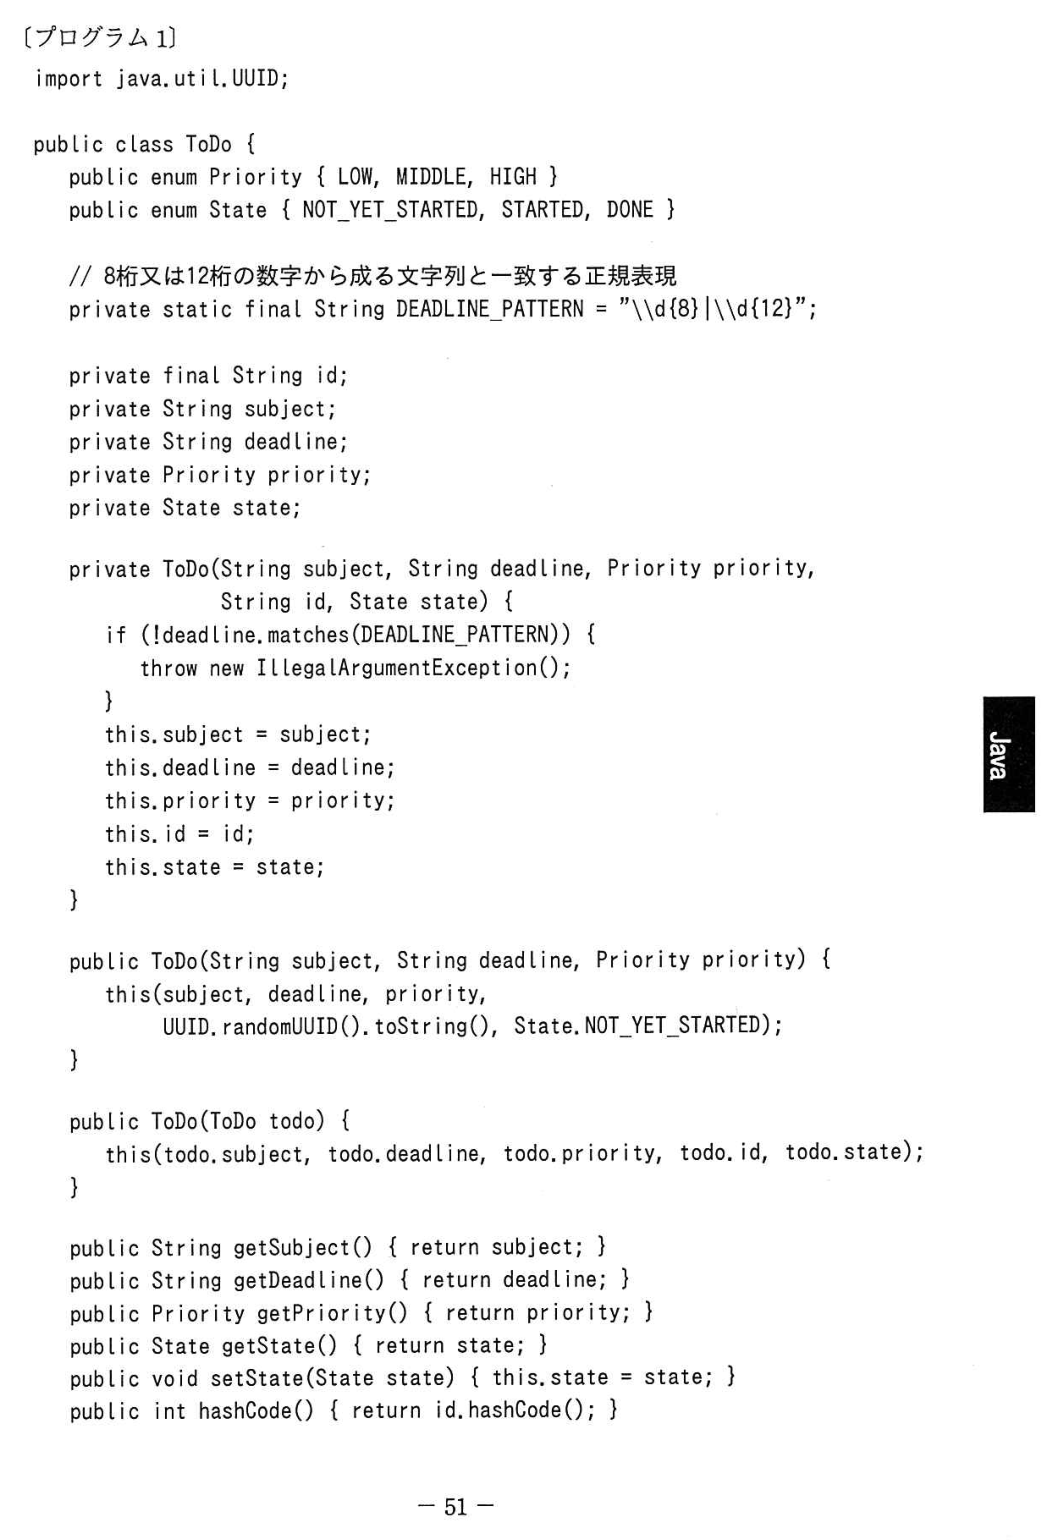 〔プログラム1〕
import java.util.UUID;
public class ToDo {
public enum Priority { LOW, MIDDLE, HIGH }
public enum State { NOT_YET_STARTED, STARTED, DONE }
// 8桁又は12桁の数字から成る文字列と一致する正規表現
private static final String DEADLINE_PATTERN = "\\d{8}|\\d{12}";
private final String id;
private String subject;
private String deadline;
private Priority priority;
private State state;
private ToDo(String subject, String deadline, Priority priority,
String id, State state) {
if (!deadline.matches(DEADLINE_PATTERN)) {
throw new IllegalArgumentException();
}
this.subject = subject;
this.deadline = deadline;
this.priority = priority;
this.id = id;
this.state = state;
}
public ToDo(String subject, String deadline, Priority priority) {
this(subject, deadline, priority,
UUID.randomUUID().toString(), State.NOT_YET_STARTED);
}
public ToDo(ToDo todo) {
this(todo.subject, todo.deadline, todo.priority, todo.id, todo.state);
}
public String getSubject() { return subject; }
public String getDeadline() { return deadline; }
public Priority getPriority() { return priority; }
public State getState() { return state; }
public void setState(State state) { this.state = state; }
public int hashCode() { return id.hashCode(); }
Java
— 51 —